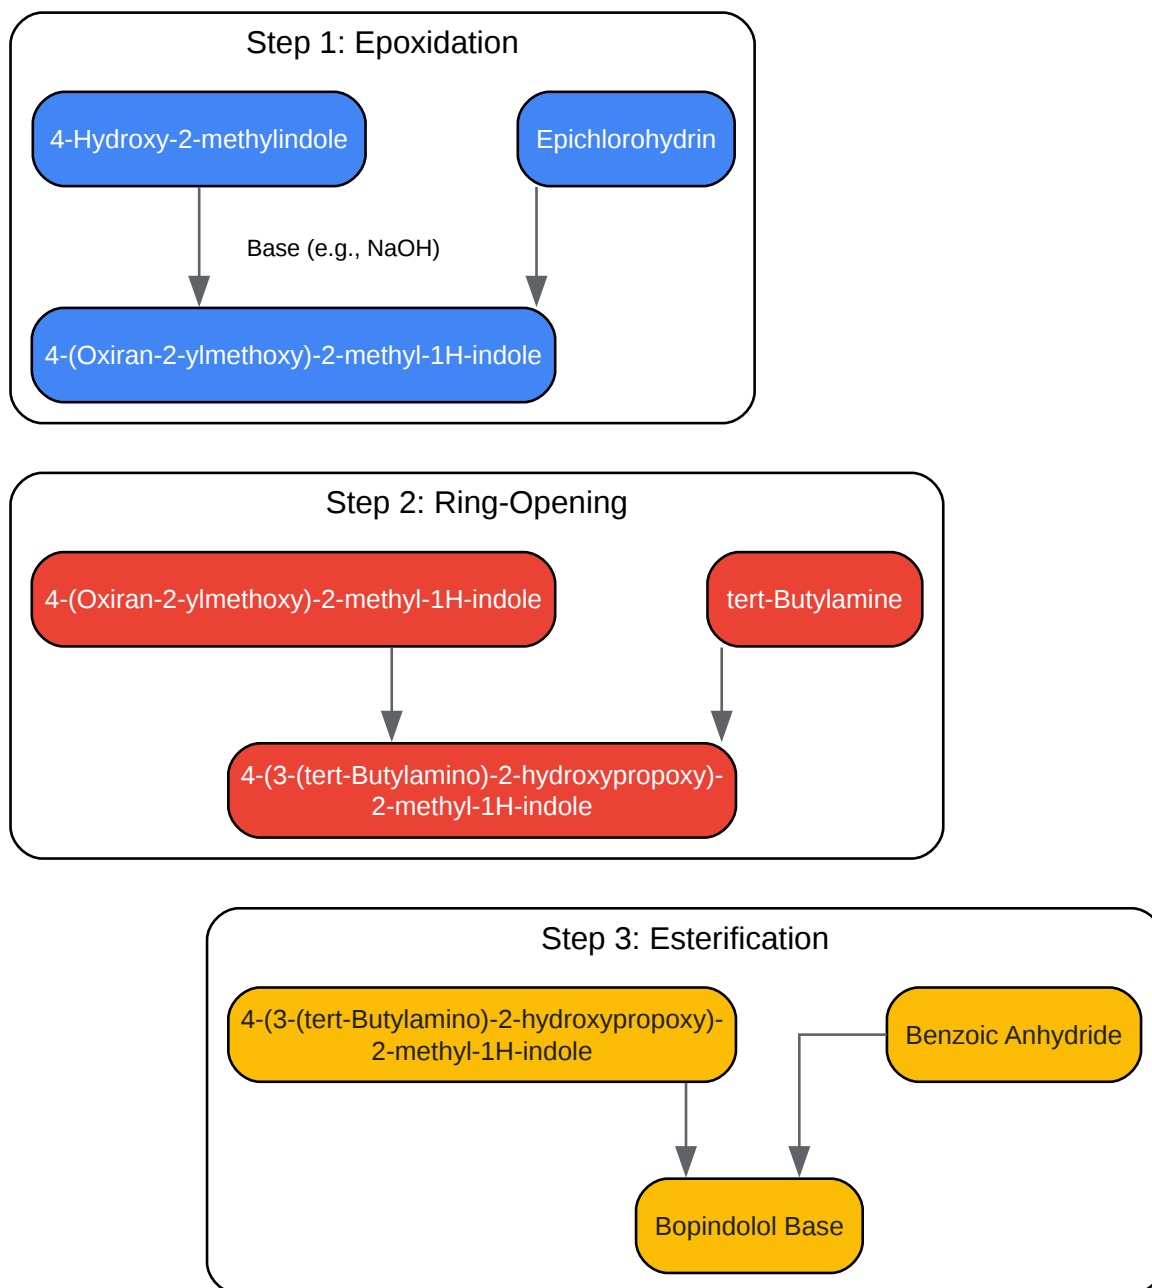 Step 1: Epoxidation
4-Hydroxy-2-methylindole
Epichlorohydrin
Base (e.g., NaOH)
4-(Oxiran-2-ylmethoxy)-2-methyl-1H-indole
Step 2: Ring-Opening
4-(Oxiran-2-ylmethoxy)-2-methyl-1H-indole
tert-Butylamine
4-(3-(tert-Butylamino)-2-hydroxypropoxy)-
2-methyl-1H-indole
Step 3: Esterification
4-(3-(tert-Butylamino)-2-hydroxypropoxy)-
2-methyl-1H-indole
Benzoic Anhydride
Bopindolol Base